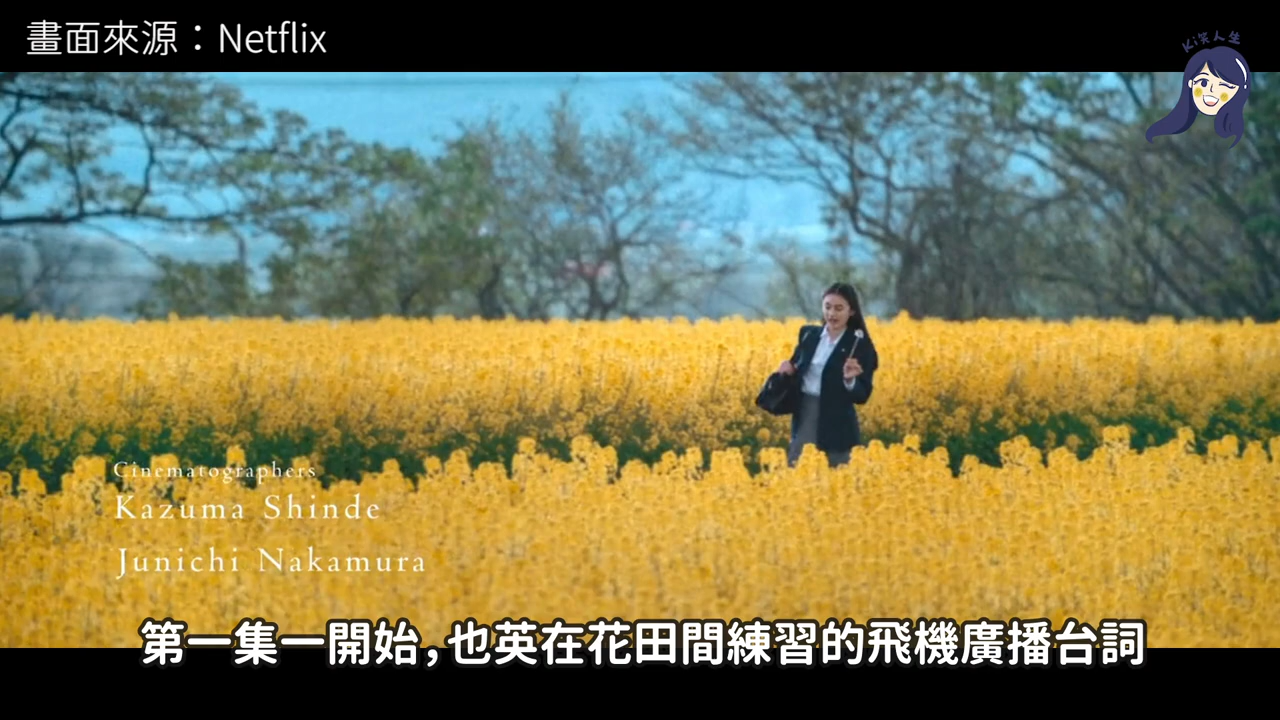 畫面來源：Netflix
Ki笑人生
Cinematographers
Kazuma Shinde
Junichi Nakamura
第一集一開始，也英在花田間練習的飛機廣播台詞